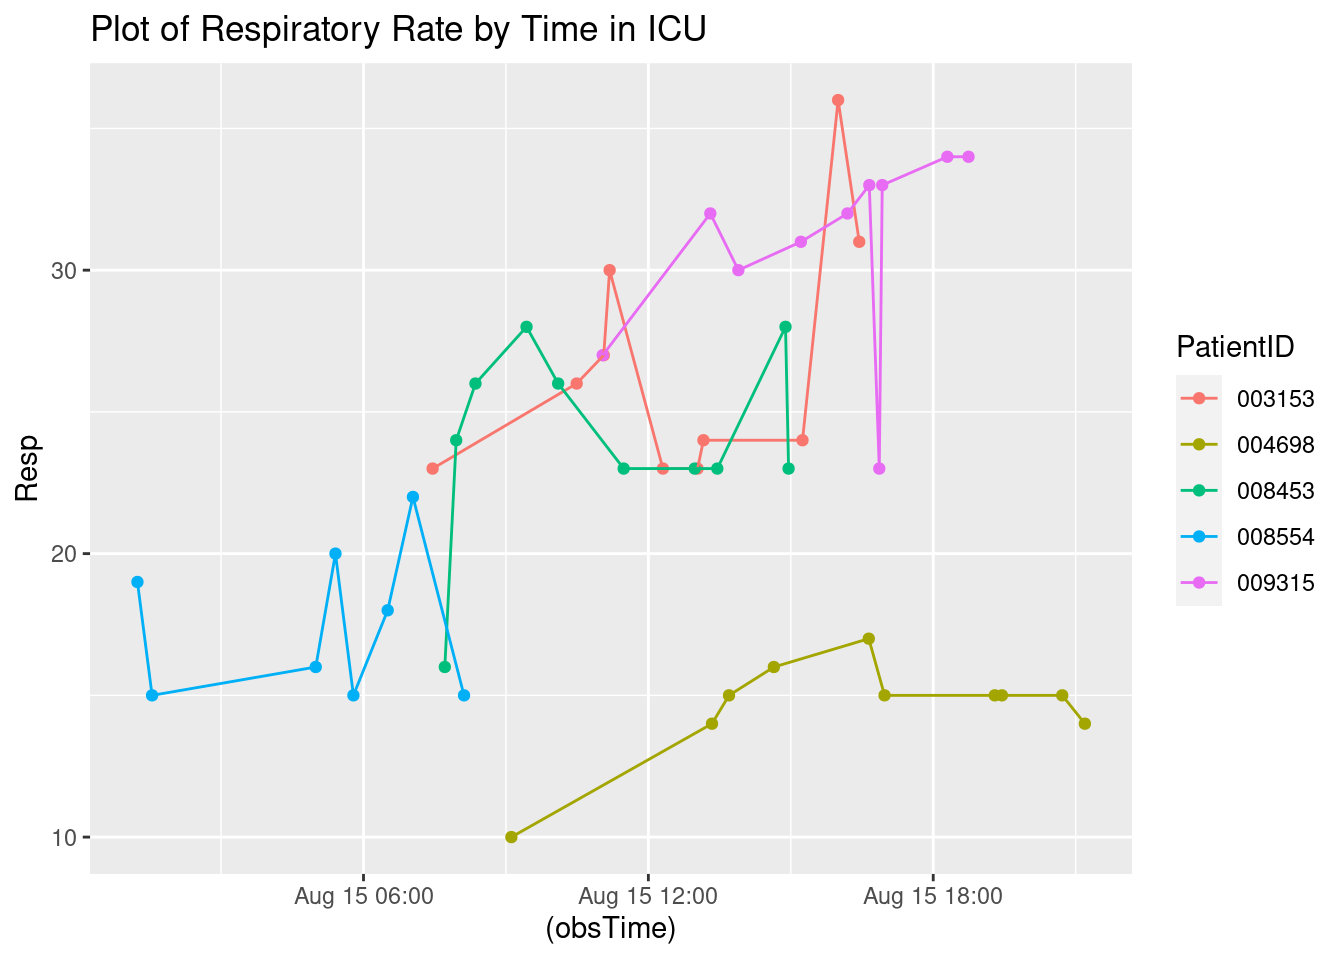 Plot of Respiratory Rate by Time in ICU
Resp
30
20
10
Aug 15 06:00
Aug 15 12:00
Aug 15 18:00
(obsTime)
PatientID
003153
004698
008453
008554
009315